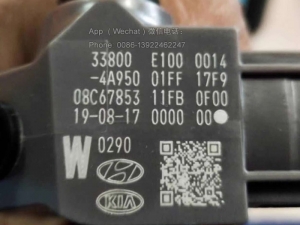 App（Wechat）微信电话:
Phone: 0086-13922462247
33800 E100 0014
-4A950 01FF 17F9
08C67853 11FB 0F00
19-08-17 0000 00
W 0290
KIA